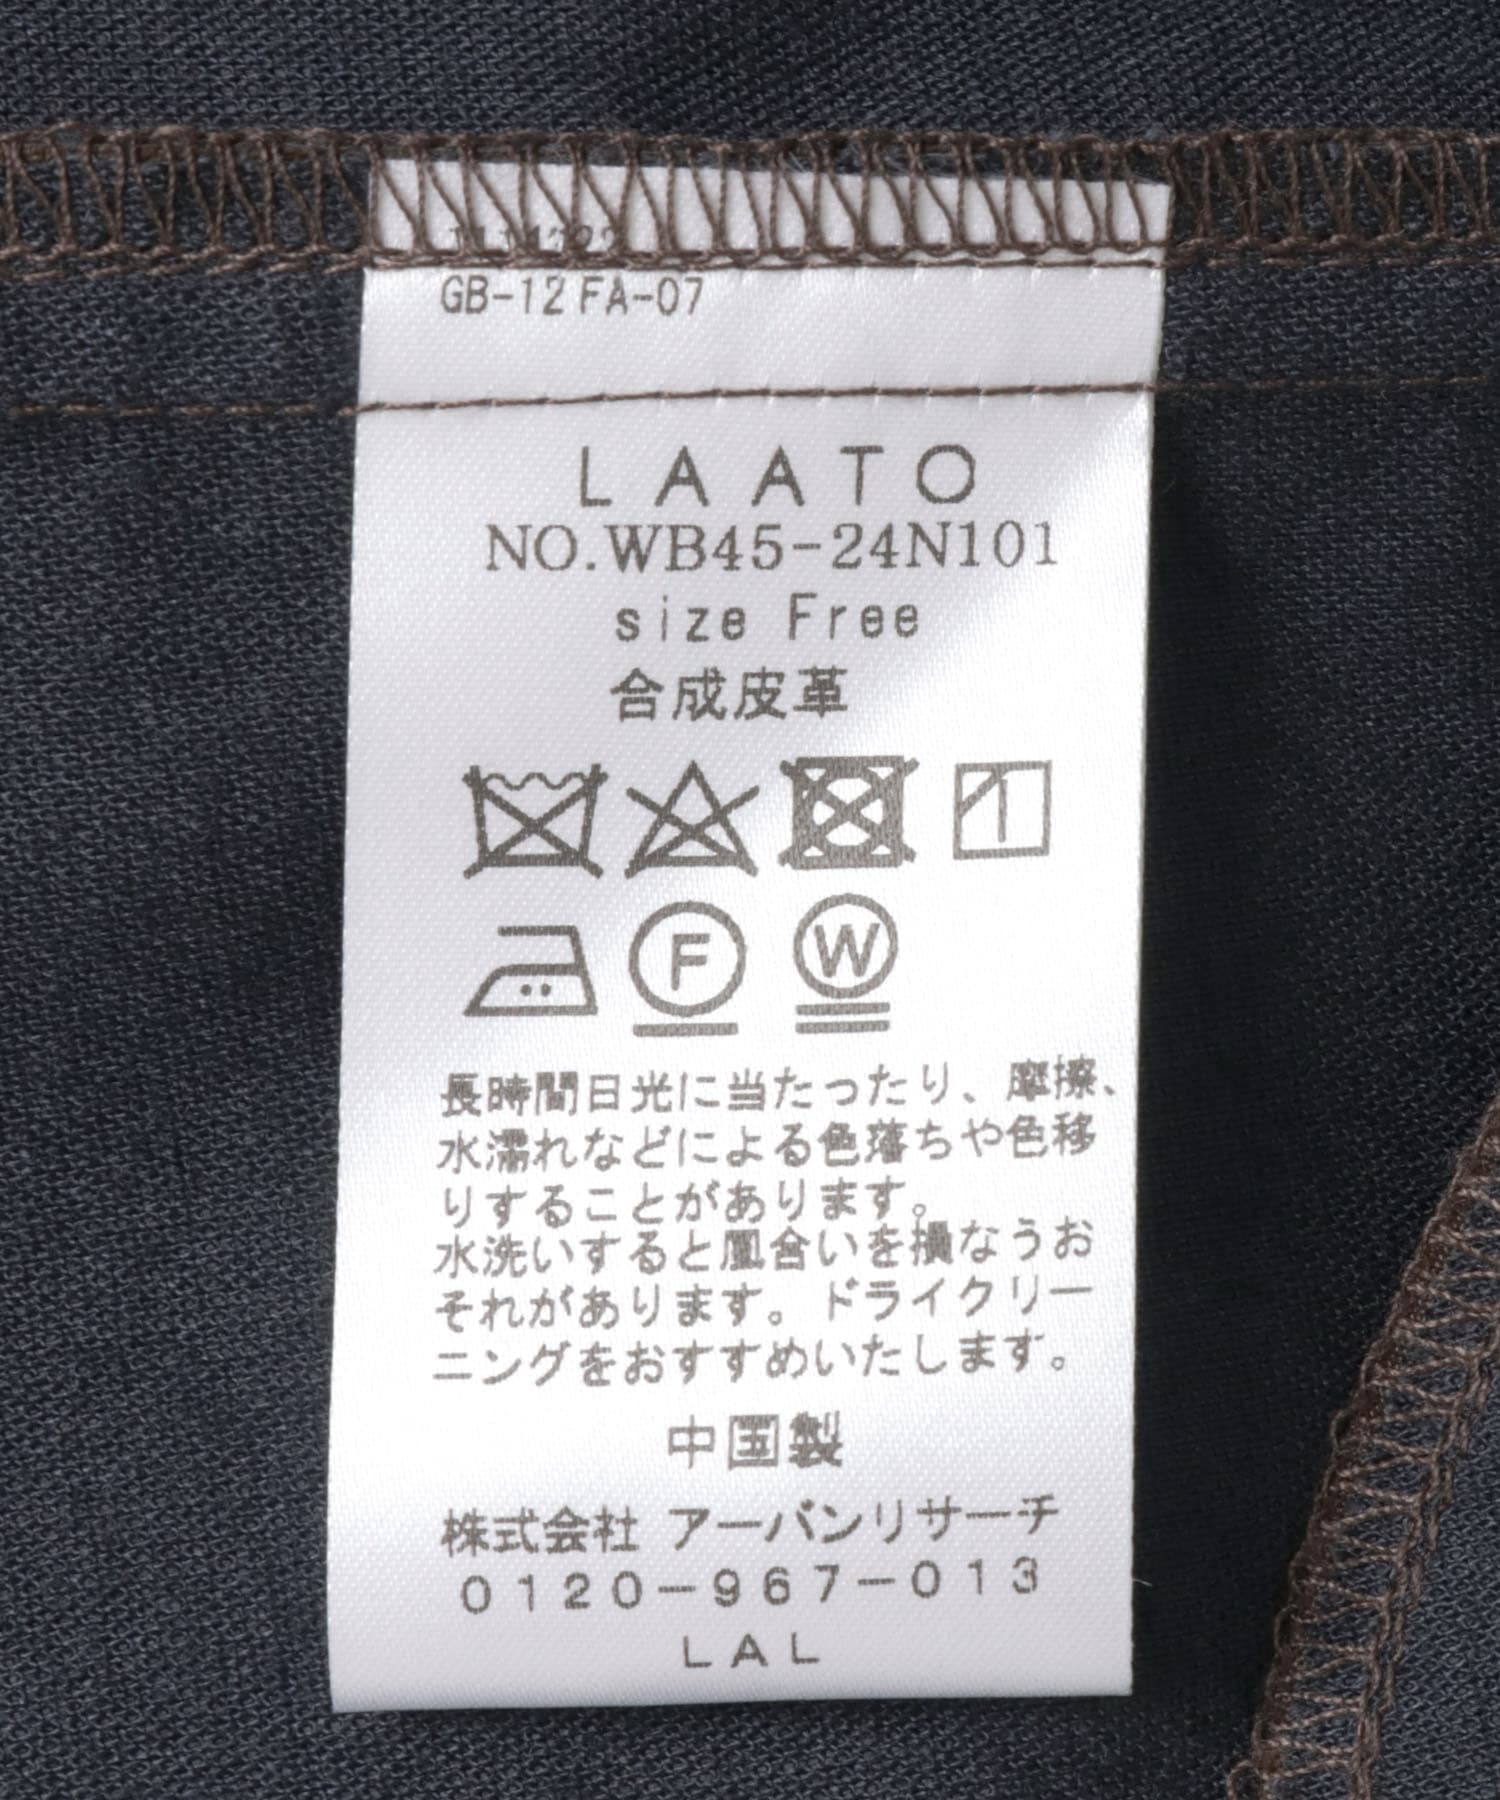 GB-12 FA-07
LAATO
NO.WB45-24N101
size Free
合成皮革
F W
長時間日光に当たったり、摩擦、
水濡れなどによる色落ちや色移
りすることがあります。
水洗いすると風合いを損なうお
それがあります。ドライクリー
ニングをおすすめいたします。
中国製
株式会社 アーバンリサーチ
0120-967-013
LAL